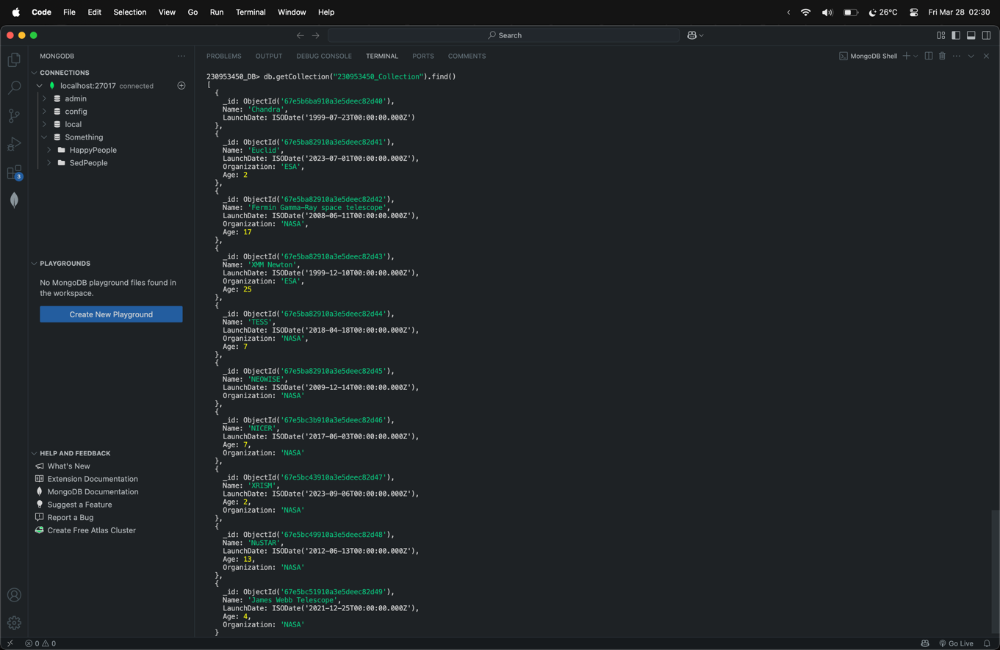 Code File Edit Selection View Go Run Terminal Window Help
26°C Fri Mar 28 02:30
Search
MONGODB
CONNECTIONS
localhost:27017 connected
admin
config
local
Something
HappyPeople
SedPeople
3
PLAYGROUNDS
No MongoDB playground files found in
the workspace.
Create New Playground
HELP AND FEEDBACK
What's New
Extension Documentation
MongoDB Documentation
Suggest a Feature
Report a Bug
Create Free Atlas Cluster
PROBLEMS OUTPUT DEBUG CONSOLE TERMINAL PORTS COMMENTS
MongoDB Shell
230953450_DB> db.getCollection("230953450_Collection").find()
[
{
_id: ObjectId('67e5b6ba910a3e5deec82d40'),
Name: 'Chandra',
LaunchDate: ISODate('1999-07-23T00:00:00.000Z')
},
{
_id: ObjectId('67e5ba82910a3e5deec82d41'),
Name: 'Euclid',
LaunchDate: ISODate('2023-07-01T00:00:00.000Z'),
Organization: 'ESA',
Age: 2
},
{
_id: ObjectId('67e5ba82910a3e5deec82d42'),
Name: 'Fermin Gamma-Ray space telescope',
LaunchDate: ISODate('2008-06-11T00:00:00.000Z'),
Organization: 'NASA',
Age: 17
},
{
_id: ObjectId('67e5ba82910a3e5deec82d43'),
Name: 'XMM Newton',
LaunchDate: ISODate('1999-12-10T00:00:00.000Z'),
Organization: 'ESA',
Age: 25
},
{
_id: ObjectId('67e5ba82910a3e5deec82d44'),
Name: 'TESS',
LaunchDate: ISODate('2018-04-18T00:00:00.000Z'),
Organization: 'NASA',
Age: 7
},
{
_id: ObjectId('67e5ba82910a3e5deec82d45'),
Name: 'NEOWISE',
LaunchDate: ISODate('2009-12-14T00:00:00.000Z'),
Organization: 'NASA'
},
{
_id: ObjectId('67e5bc3b910a3e5deec82d46'),
Name: 'NICER',
LaunchDate: ISODate('2017-06-03T00:00:00.000Z'),
Age: 7,
Organization: 'NASA'
},
{
_id: ObjectId('67e5bc43910a3e5deec82d47'),
Name: 'XRISM',
LaunchDate: ISODate('2023-09-06T00:00:00.000Z'),
Age: 2,
Organization: 'NASA'
},
{
_id: ObjectId('67e5bc49910a3e5deec82d48'),
Name: 'NuSTAR',
LaunchDate: ISODate('2012-06-13T00:00:00.000Z'),
Age: 13,
Organization: 'NASA'
},
{
_id: ObjectId('67e5bc51910a3e5deec82d49'),
Name: 'James Webb Telescope',
LaunchDate: ISODate('2021-12-25T00:00:00.000Z'),
Age: 4,
Organization: 'NASA'
}
0 0
Go Live